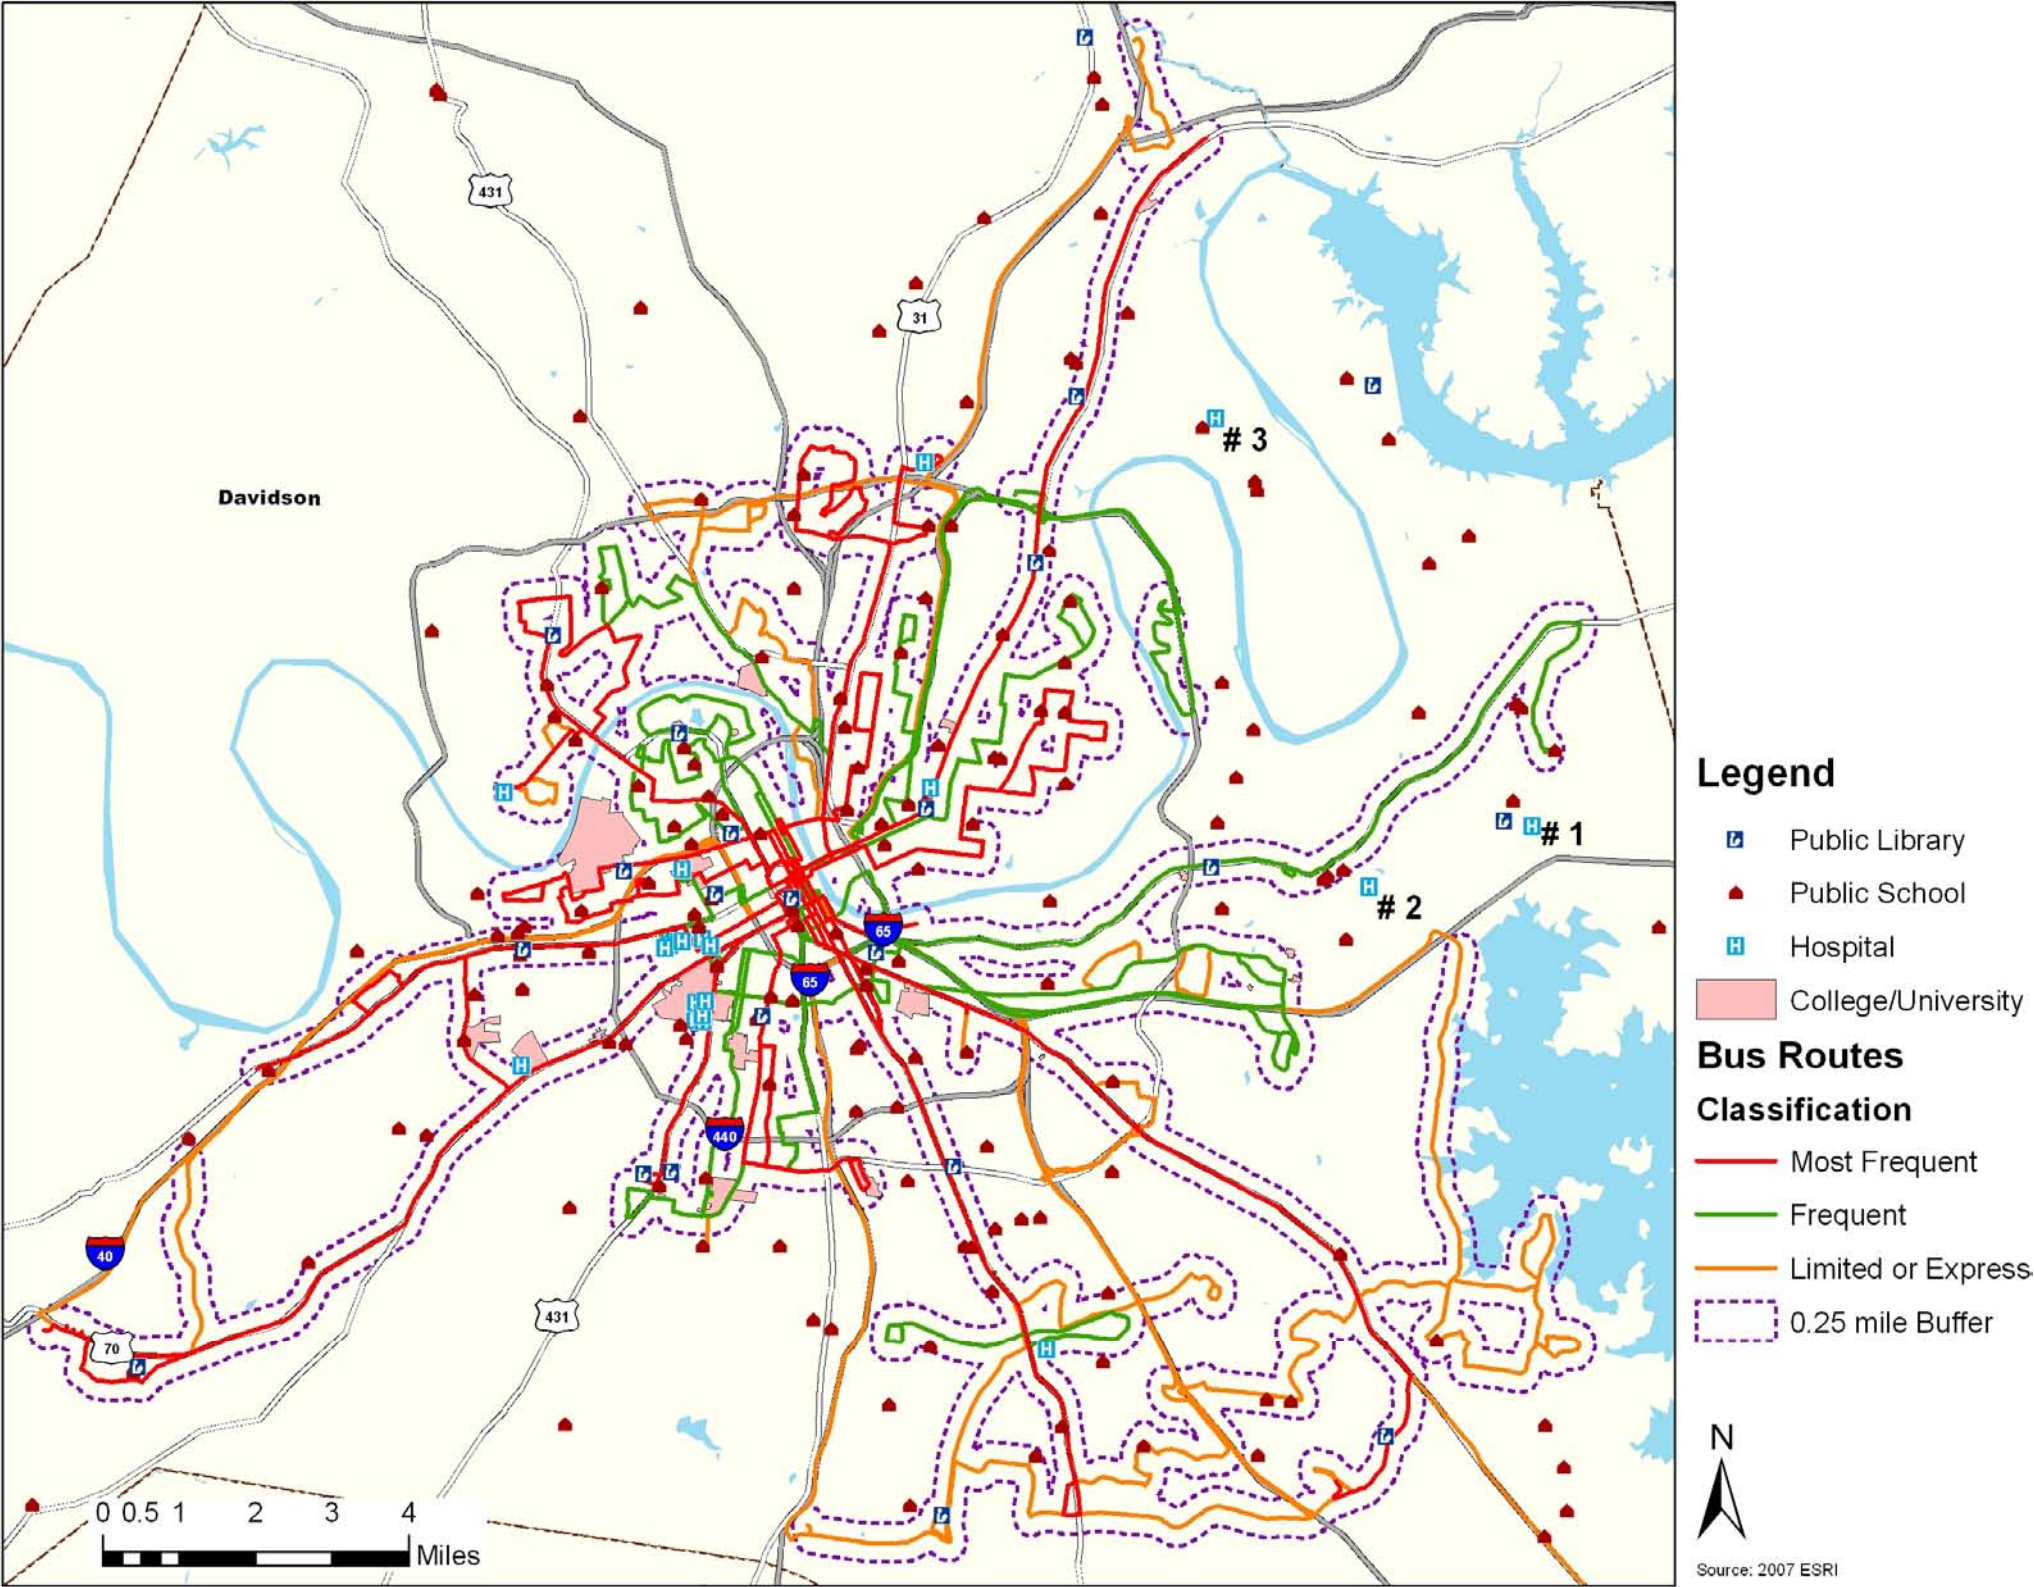 431
31
# 3
Davidson
# 1
# 2
65
65
440
40
431
70
0 0.5 1 2 3 4
Miles
Legend
Public Library
Public School
H Hospital
College/University
Bus Routes
Classification
Most Frequent
Frequent
Limited or Express
0.25 mile Buffer
N
Source: 2007 ESRI